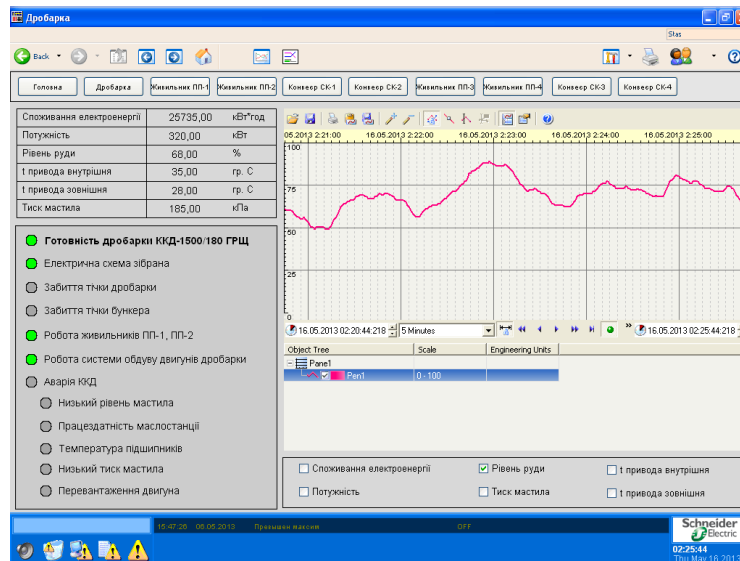 Дробарка
Stas
Back
Головна
Дробарка
Живильник ПП-1
Живильник ПП-2
Конвеєр СК-1
Конвеєр СК-2
Живильник ПП-3
Живильник ПП-4
Конвеєр СК-3
Конвеєр СК-4
Споживання електроенергії 25735,00 кВт*год
Потужність 320,00 кВт
Рівень руди 68,00 %
t привода внутрішня 35,00 гр. С
t привода зовнішня 28,00 гр. С
Тиск мастила 185,00 кПа
05.2013 2:21:00 16.05.2013 2:22:00 16.05.2013 2:23:00 16.05.2013 2:24:00 16.05.2013 2:25:00
100
75
50
25
0
16.05.2013 02:20:44:218 5 Minutes 16.05.2013 02:25:44:218
Object Tree Scale Engineering Units
Pane1
Pen1 0 - 100
Готовність дробарки ККД-1500/180 ГРЩ
Електрична схема зібрана
Забиття тічки дробарки
Забиття тічки бункера
Робота живильників ПП-1, ПП-2
Робота системи обдуву двигунів дробарки
Аварія ККД
Низький рівень мастила
Працездатність маслостанції
Температура підшипників
Низький тиск мастила
Перевантаження двигуна
Споживання електроенергії
Рівень руди
t привода внутрішня
Потужність
Тиск мастила
t привода зовнішня
15:47:26 08.05.2013 Превышен максим OFF
Schneider
Electric
02:25:44
Thu May 16 2013